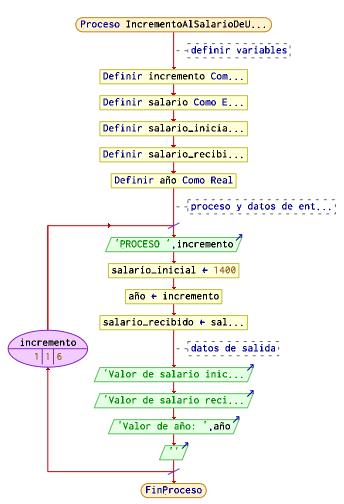 Proceso IncrementoAlSalarioDeU...
definir variables
Definir incremento Com...
Definir salario Como E...
Definir salario_inicia...
Definir salario_recibi...
Definir año Como Real
proceso y datos de ent...
'PROCESO ',incremento
salario_inicial ← 1400
año ← incremento
incremento
1 1 6
salario_recibido ← sal...
datos de salida
'Valor de salario inic...
'Valor de salario reci...
'Valor de año: ',año
''
FinProceso